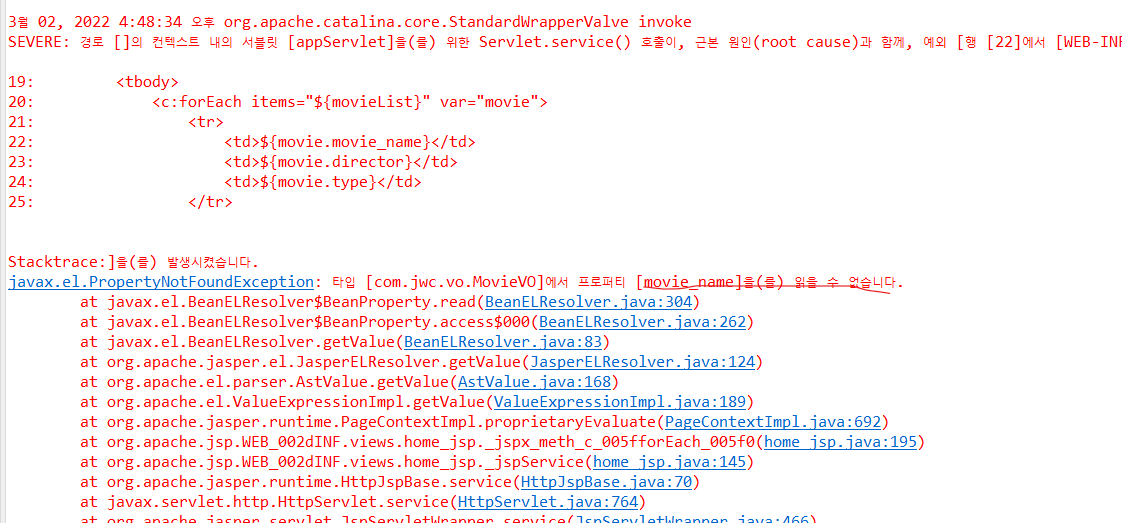 3월 02, 2022 4:48:34 오후 org.apache.catalina.core.StandardWrapperValve invoke
SEVERE: 경로 []의 컨텍스트 내의 서블릿 [appServlet]을(를) 위한 Servlet.service() 호출이, 근본 원인(root cause)과 함께, 예외 [행 [22]에서 [WEB-INF
19: <tbody>
20: <c:forEach items="${movieList}" var="movie">
21: <tr>
22: <td>${movie.movie_name}</td>
23: <td>${movie.director}</td>
24: <td>${movie.type}</td>
25: </tr>
Stacktrace:]을(를) 발생시켰습니다.
javax.el.PropertyNotFoundException: 타입 [com.jwc.vo.MovieVO]에서 프로퍼티 [movie_name]을(를) 읽을 수 없습니다.
at javax.el.BeanELResolver$BeanProperty.read(BeanELResolver.java:304)
at javax.el.BeanELResolver$BeanProperty.access$000(BeanELResolver.java:262)
at javax.el.BeanELResolver.getValue(BeanELResolver.java:83)
at org.apache.jasper.el.JasperELResolver.getValue(JasperELResolver.java:124)
at org.apache.el.parser.AstValue.getValue(AstValue.java:168)
at org.apache.el.ValueExpressionImpl.getValue(ValueExpressionImpl.java:189)
at org.apache.jasper.runtime.PageContextImpl.proprietaryEvaluate(PageContextImpl.java:692)
at org.apache.jsp.WEB_002dINF.views.home_jsp._jspx_meth_c_005fforEach_005f0(home_jsp.java:195)
at org.apache.jsp.WEB_002dINF.views.home_jsp._jspService(home_jsp.java:145)
at org.apache.jasper.runtime.HttpJspBase.service(HttpJspBase.java:70)
at javax.servlet.http.HttpServlet.service(HttpServlet.java:764)
at org.apache.jasper.servlet.JspServletWrapper.service(JspServletWrapper.java:466)